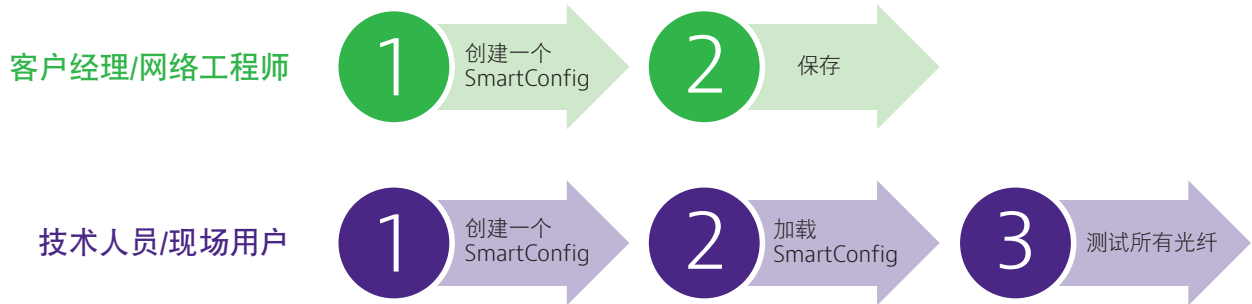 客户经理/网络工程师
1
创建一个
SmartConfig
2
保存
技术人员/现场用户
1
创建一个
SmartConfig
2
加载
SmartConfig
3
测试所有光纤